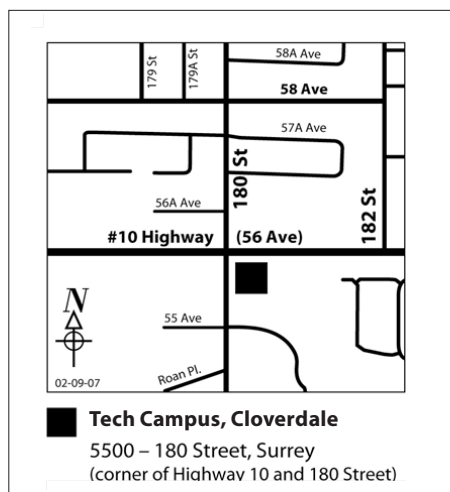 58A Ave
179 St
179A St
58 Ave
57A Ave
180 St
182 St
56A Ave
#10 Highway (56 Ave)
N
55 Ave
Roan Pl.
02-09-07
Tech Campus, Cloverdale
5500 – 180 Street, Surrey
(corner of Highway 10 and 180 Street)